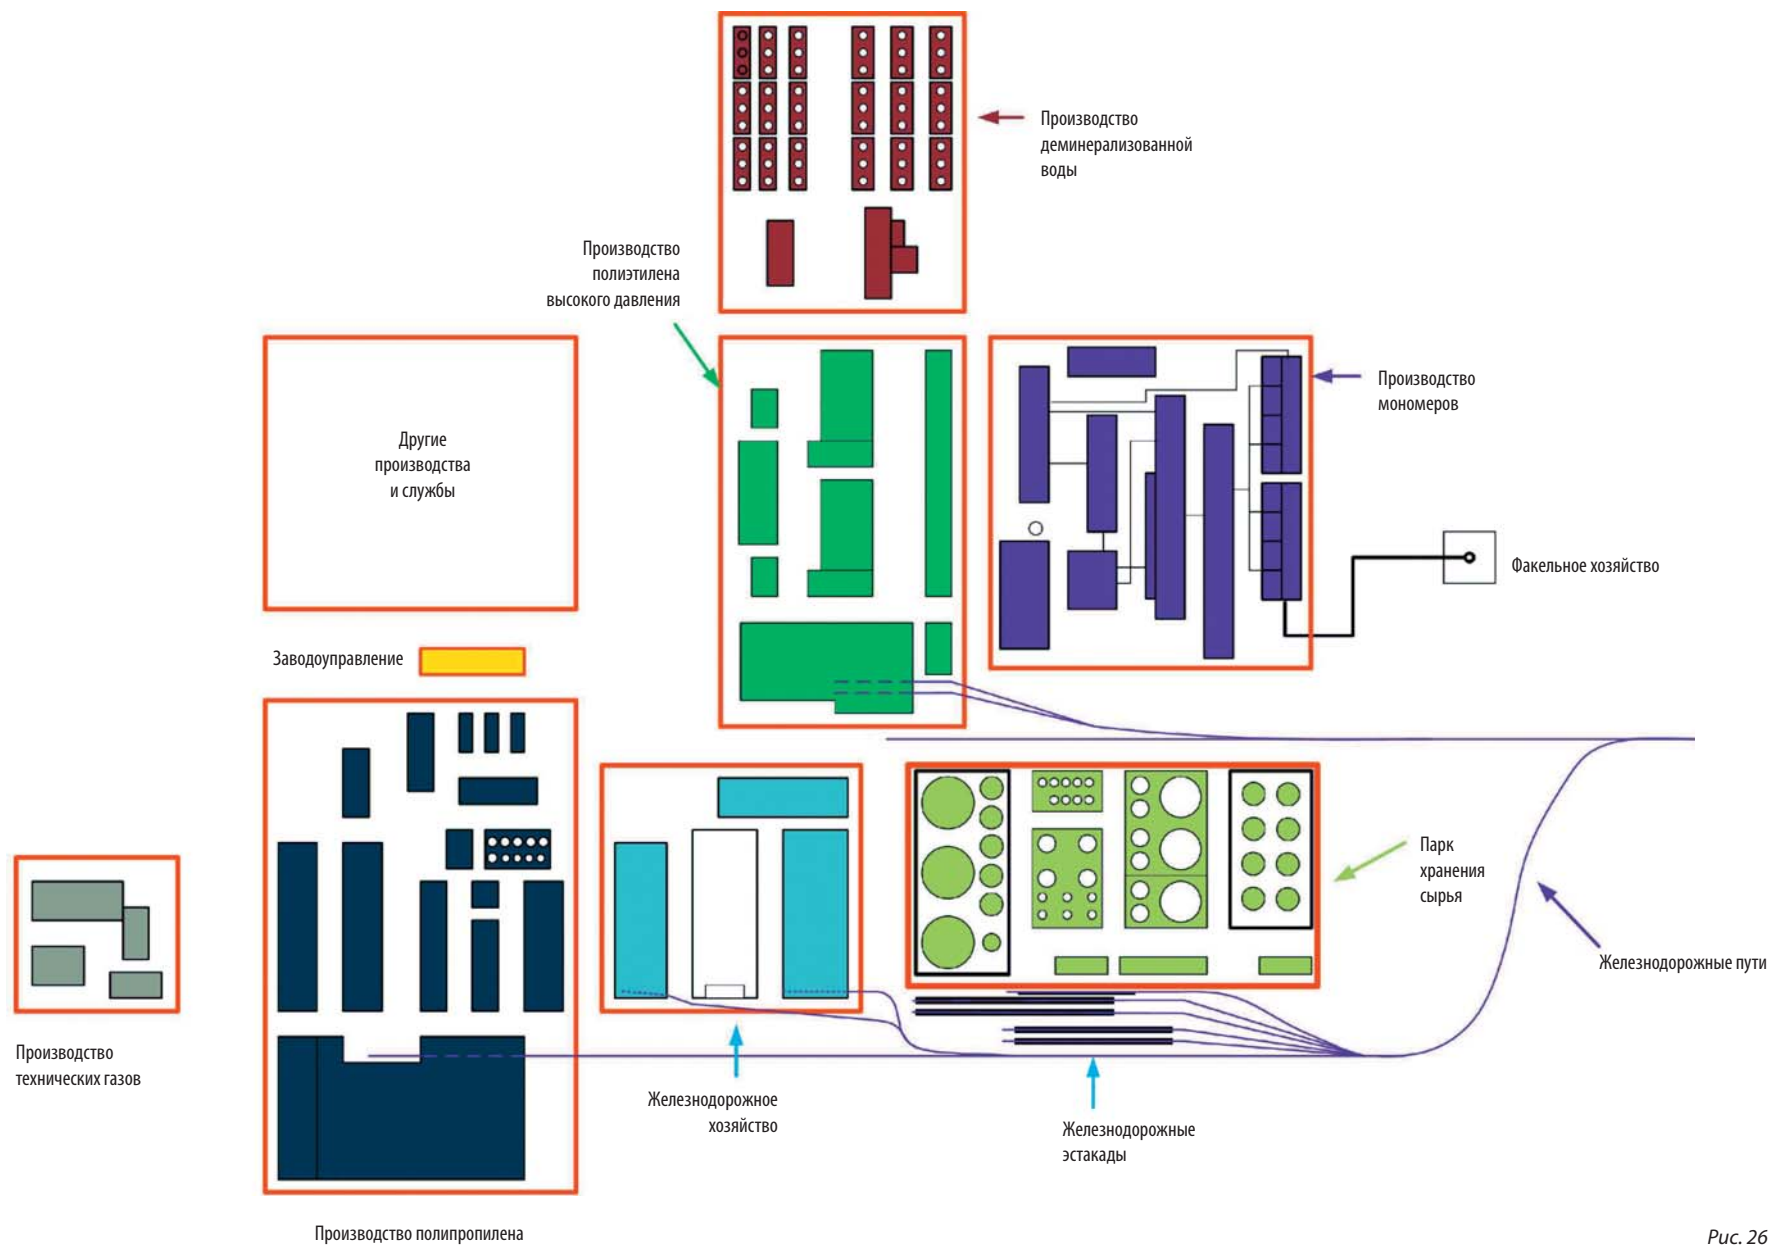 Производство
деминерализованной
воды
Производство
полиэтилена
высокого давления
Производство
мономеров
Другие
производства
и службы
Факельное хозяйство
Заводоуправление
Парк
хранения
сырья
Железнодорожные пути
Производство
технических газов
Железнодорожное
хозяйство
Железнодорожные
эстакады
Производство полипропилена
Рис. 26